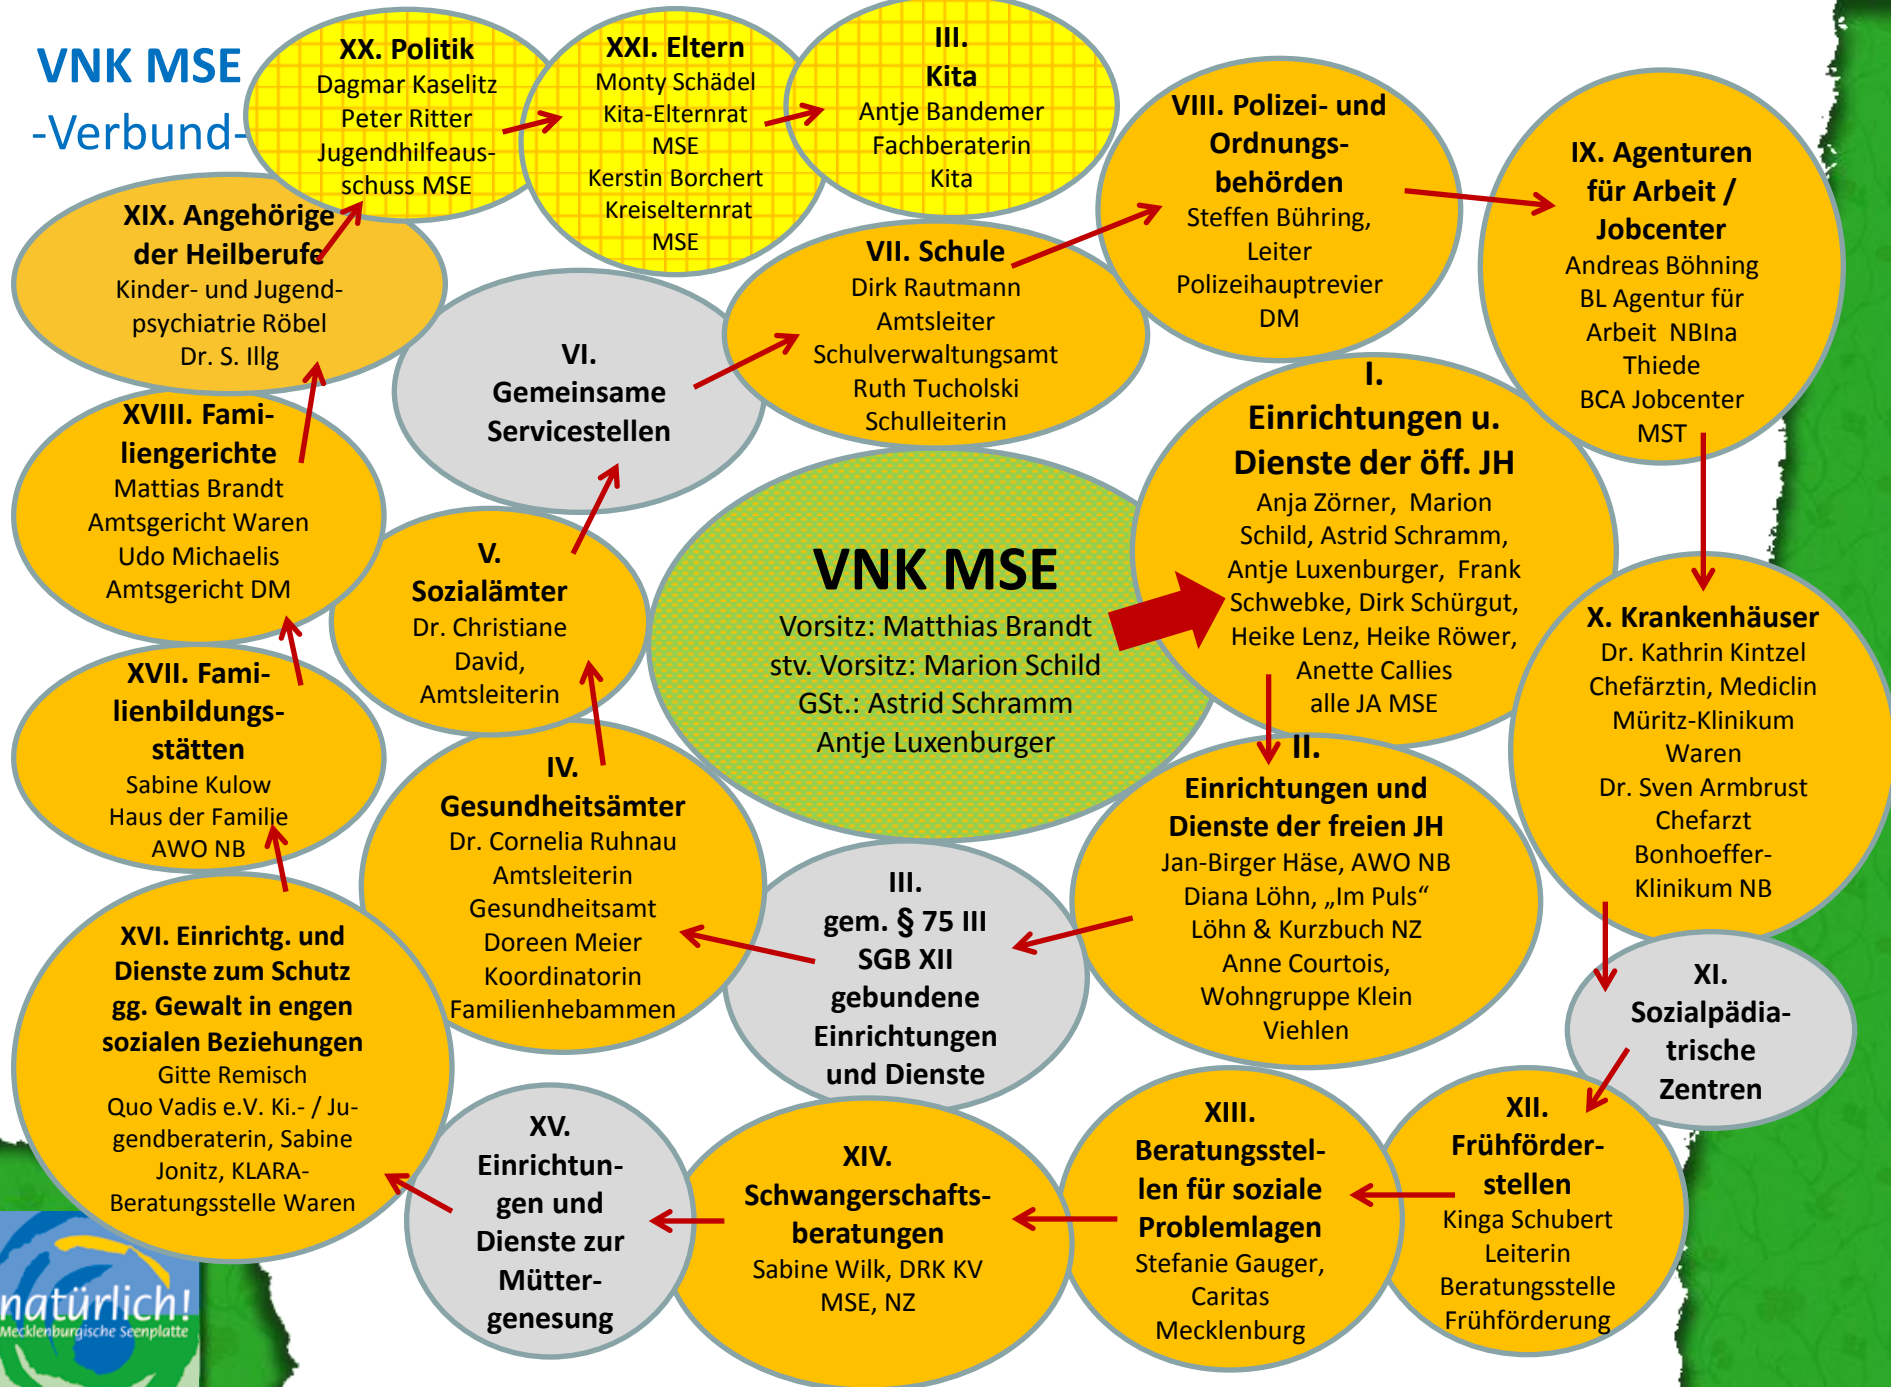 VNK MSE
-Verbund-
XX. Politik
Dagmar Kaselitz
Peter Ritter
Jugendhilfeaus-
schuss MSE
XXI. Eltern
Monty Schädel
Kita-Elternrat
MSE
Kerstin Borchert
Kreiselternrat
MSE
III.
Kita
Antje Bandemer
Fachberaterin
Kita
VIII. Polizei- und
Ordnungs-
behörden
Steffen Bühring,
Leiter
Polizeihauptrevier
DM
IX. Agenturen
für Arbeit /
Jobcenter
Andreas Böhning
BL Agentur für
Arbeit NBIna
Thiede
BCA Jobcenter
MST
XIX. Angehörige
der Heilberufe
Kinder- und Jugend-
psychiatrie Röbel
Dr. S. Illg
VI.
Gemeinsame
Servicestellen
VII. Schule
Dirk Rautmann
Amtsleiter
Schulverwaltungsamt
Ruth Tucholski
Schulleiterin
I.
Einrichtungen u.
Dienste der öff. JH
Anja Zörner, Marion
Schild, Astrid Schramm,
Antje Luxenburger, Frank
Schwebke, Dirk Schürgut,
Heike Lenz, Heike Röwer,
Anette Callies
alle JA MSE
XVIII. Fami-
liengerichte
Mattias Brandt
Amtsgericht Waren
Udo Michaelis
Amtsgericht DM
V.
Sozialämter
Dr. Christiane
David,
Amtsleiterin
VNK MSE
Vorsitz: Matthias Brandt
stv. Vorsitz: Marion Schild
GSt.: Astrid Schramm
Antje Luxenburger
X. Krankenhäuser
Dr. Kathrin Kintzel
Chefärztin, Mediclin
Müritz-Klinikum
Waren
Dr. Sven Armbrust
Chefarzt
Bonhoeffer-
Klinikum NB
XVII. Fami-
lienbildungs-
stätten
Sabine Kulow
Haus der Familie
AWO NB
IV.
Gesundheitsämter
Dr. Cornelia Ruhnau
Amtsleiterin
Gesundheitsamt
Doreen Meier
Koordinatorin
Familienhebammen
III.
gem. § 75 III
SGB XII
gebundene
Einrichtungen
und Dienste
II.
Einrichtungen und
Dienste der freien JH
Jan-Birger Häse, AWO NB
Diana Löhn, „Im Puls“
Löhn & Kurzbuch NZ
Anne Courtois,
Wohngruppe Klein
Viehlen
XI.
Sozialpädia-
trische
Zentren
XVI. Einrichtg. und
Dienste zum Schutz
gg. Gewalt in engen
sozialen Beziehungen
Gitte Remisch
Quo Vadis e.V. Ki.- / Ju-
gendberaterin, Sabine
Jonitz, KLARA-
Beratungsstelle Waren
XV.
Einrichtun-
gen und
Dienste zur
Mütter-
genesung
XIV.
Schwangerschafts-
beratungen
Sabine Wilk, DRK KV
MSE, NZ
XIII.
Beratungsstel-
len für soziale
Problemlagen
Stefanie Gauger,
Caritas
Mecklenburg
XII.
Frühförder-
stellen
Kinga Schubert
Leiterin
Beratungsstelle
Frühförderung
natürlich!
Mecklenburgische Seenplatte